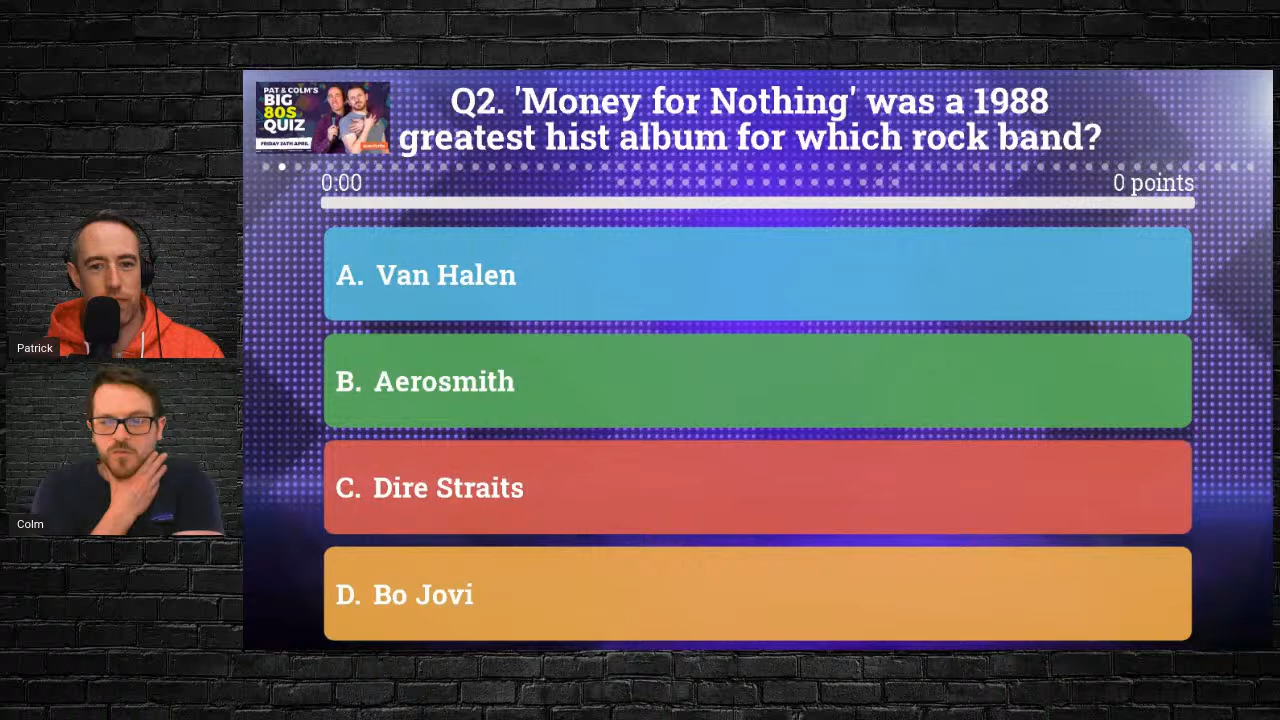 PAT & COLM'S
BIG
80S
QUIZ
FRIDAY 24TH APRIL
Q2. 'Money for Nothing' was a 1988
greatest hist album for which rock band?
0:00
0 points
A. Van Halen
B. Aerosmith
C. Dire Straits
D. Bo Jovi
Patrick
Colm